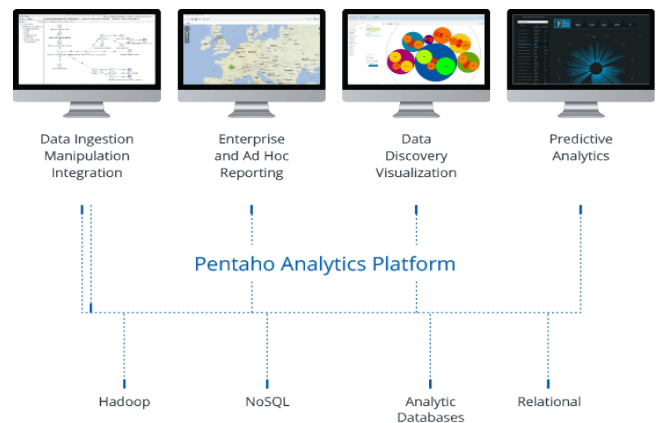 Data Ingestion
Manipulation
Integration
Enterprise
and Ad Hoc
Reporting
Data
Discovery
Visualization
Predictive
Analytics
Pentaho Analytics Platform
Hadoop
NoSQL
Analytic
Databases
Relational